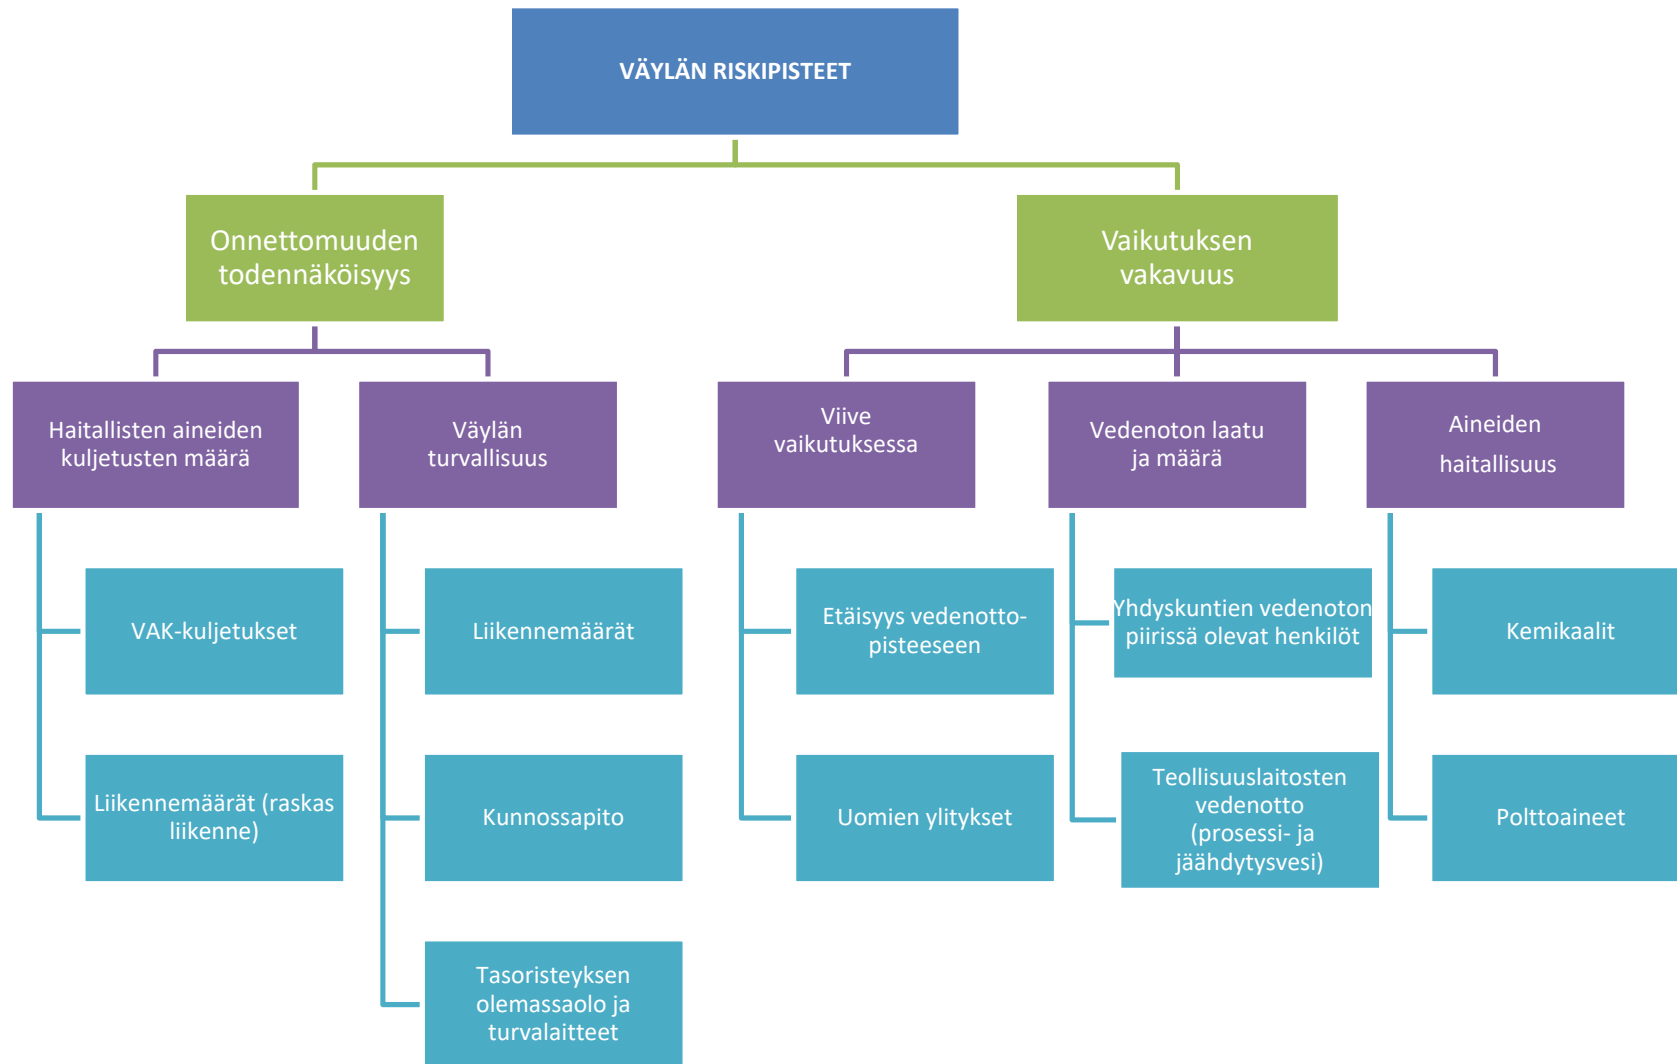 VÄYLÄN RISKIPISTEET
Onnettomuuden
todennäköisyys
Vaikutuksen
vakavuus
Haitallisten aineiden
kuljetusten määrä
Väylän
turvallisuus
Viive
vaikutuksessa
Vedenoton laatu
ja määrä
Aineiden
haitallisuus
VAK-kuljetukset
Liikennemäärät
Etäisyys vedenotto-
pisteeseen
Yhdyskuntien vedenoton
piirissä olevat henkilöt
Kemikaalit
Liikennemäärät (raskas
liikenne)
Kunnossapito
Uomien ylitykset
Teollisuuslaitosten
vedenotto
(prosessi- ja
jäähdytysvesi)
Polttoaineet
Tasoristeyksen
olemassaolo ja
turvalaitteet